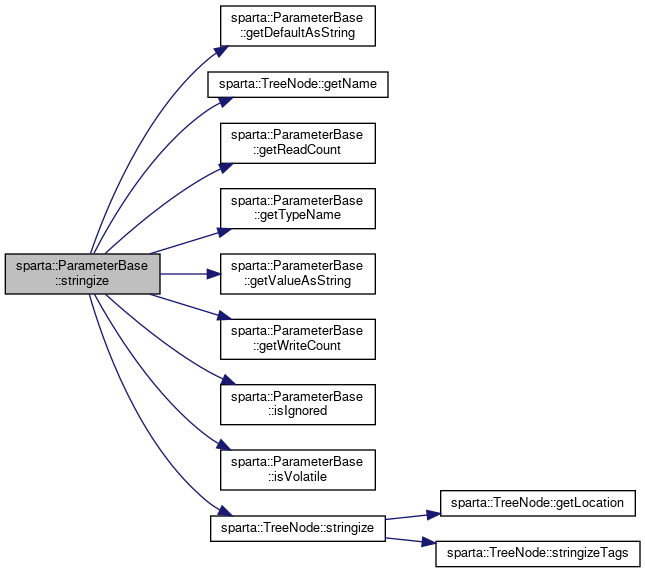 sparta::ParameterBase
::getDefaultAsString
sparta::TreeNode::getName
sparta::ParameterBase
::getReadCount
sparta::ParameterBase
::getTypeName
sparta::ParameterBase
::stringize
sparta::ParameterBase
::getValueAsString
sparta::ParameterBase
::getWriteCount
sparta::ParameterBase
::isIgnored
sparta::ParameterBase
::isVolatile
sparta::TreeNode::stringize
sparta::TreeNode::getLocation
sparta::TreeNode::stringizeTags